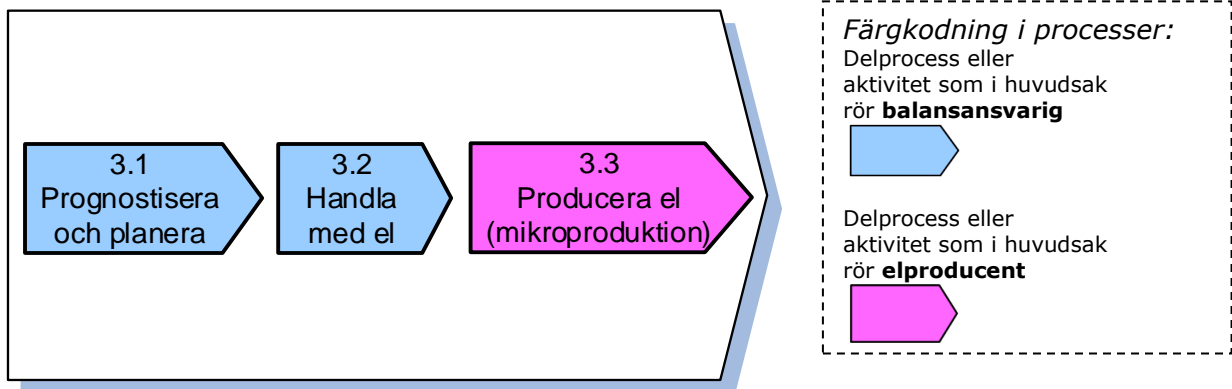 3.1
Prognostisera
och planera
3.2
Handla
med el
3.3
Producera el
(mikroproduktion)
Färgkodning i processer:
Delprocess eller
aktivitet som i huvudsak
rör balansansvarig
Delprocess eller
aktivitet som i huvudsak
rör elproducent